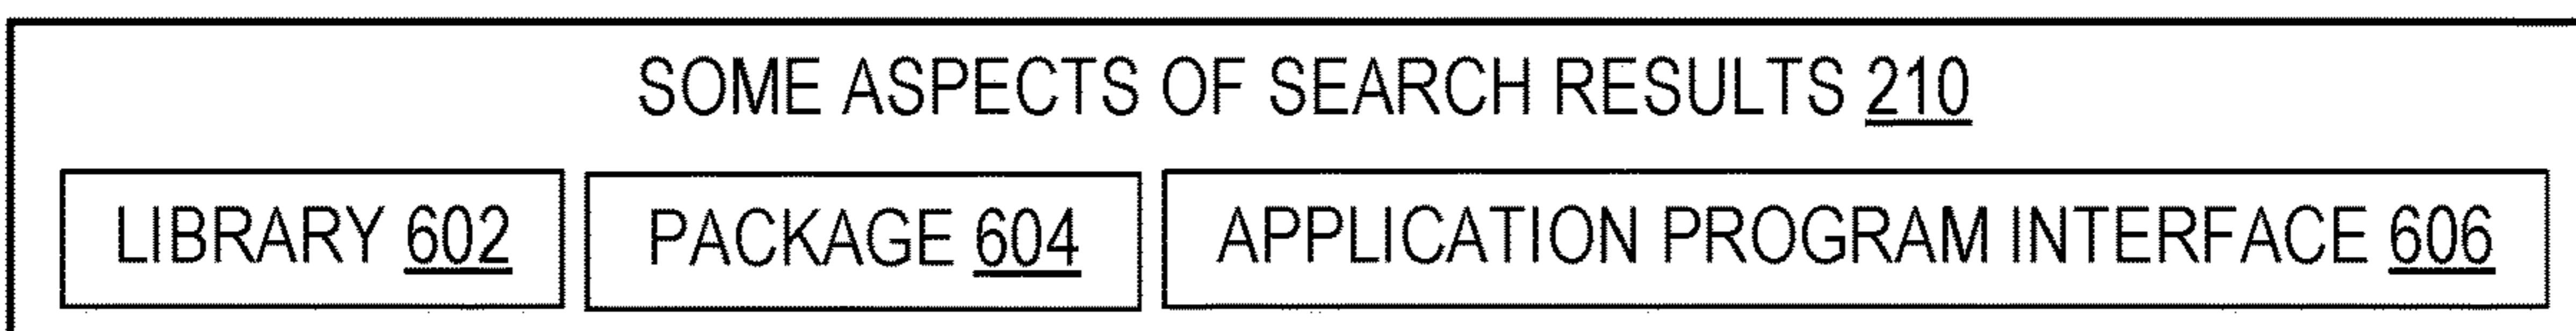 SOME ASPECTS OF SEARCH RESULTS 210
LIBRARY 602 PACKAGE 604 APPLICATION PROGRAM INTERFACE 606